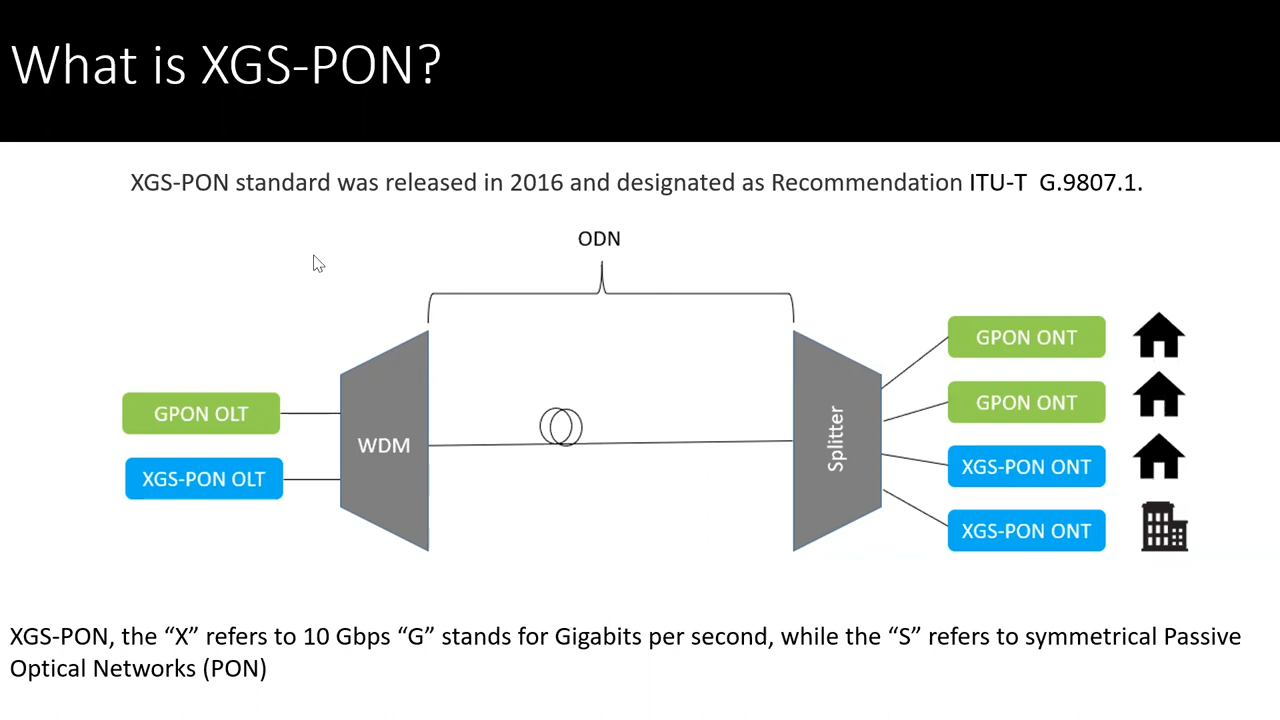 What is XGS-PON?
XGS-PON standard was released in 2016 and designated as Recommendation ITU-T  G.9807.1.
ODN
GPON OLT
XGS-PON OLT
WDM
Splitter
GPON ONT
GPON ONT
XGS-PON ONT
XGS-PON ONT
XGS-PON, the “X” refers to 10 Gbps “G” stands for Gigabits per second, while the “S” refers to symmetrical Passive
Optical Networks (PON)